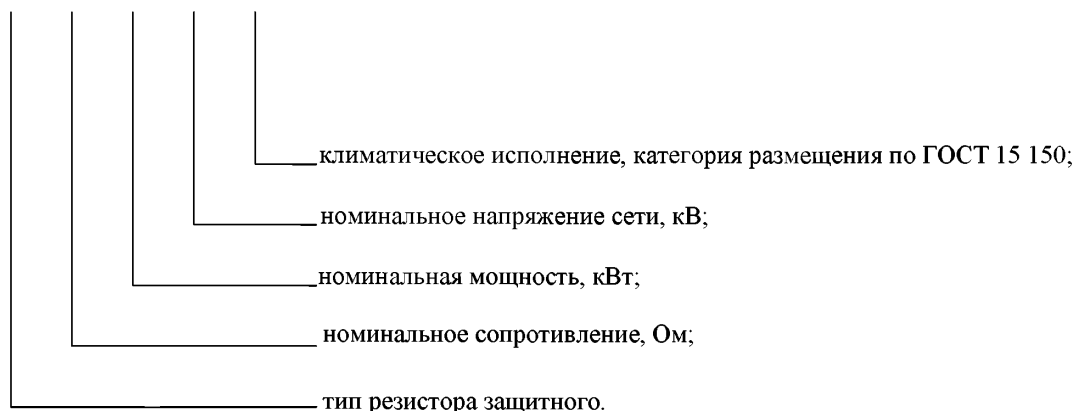 климатическое исполнение, категория размещения по ГОСТ 15 150;
номинальное напряжение сети, кВ;
номинальная мощность, кВт;
номинальное сопротивление, Ом;
тип резистора защитного.